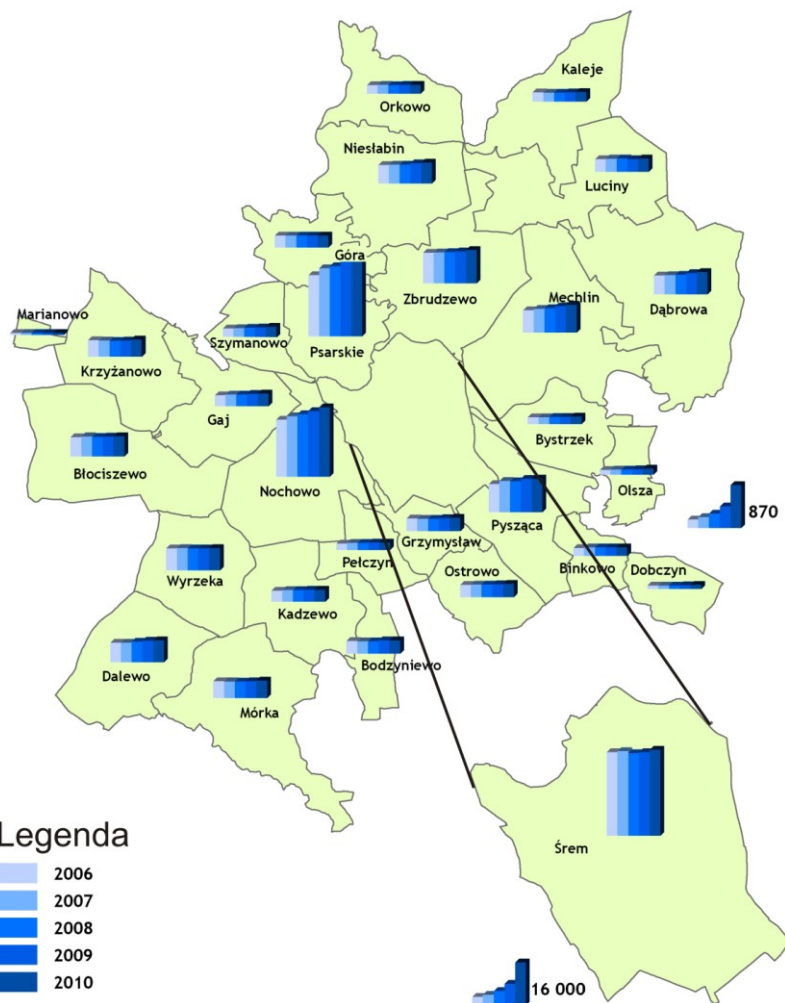 Kaleje
Orkowo
Niesłabin
Luciny
Góra
Zbrudzewo
Mechlin
Dąbrowa
Marianowo
Szymanowo
Psarskie
Krzyżanowo
Gaj
Bystrzek
Błociszewo
Nochowo
Olsza
870
Pysząca
Grzymysław
Wyrzeka
Pełczyn
Ostrowo
Binkowo
Dobczyn
Kadzewo
Bodzyniewo
Dalewo
Mórka
Śrem
Legenda
2006
2007
2008
2009
2010
16 000